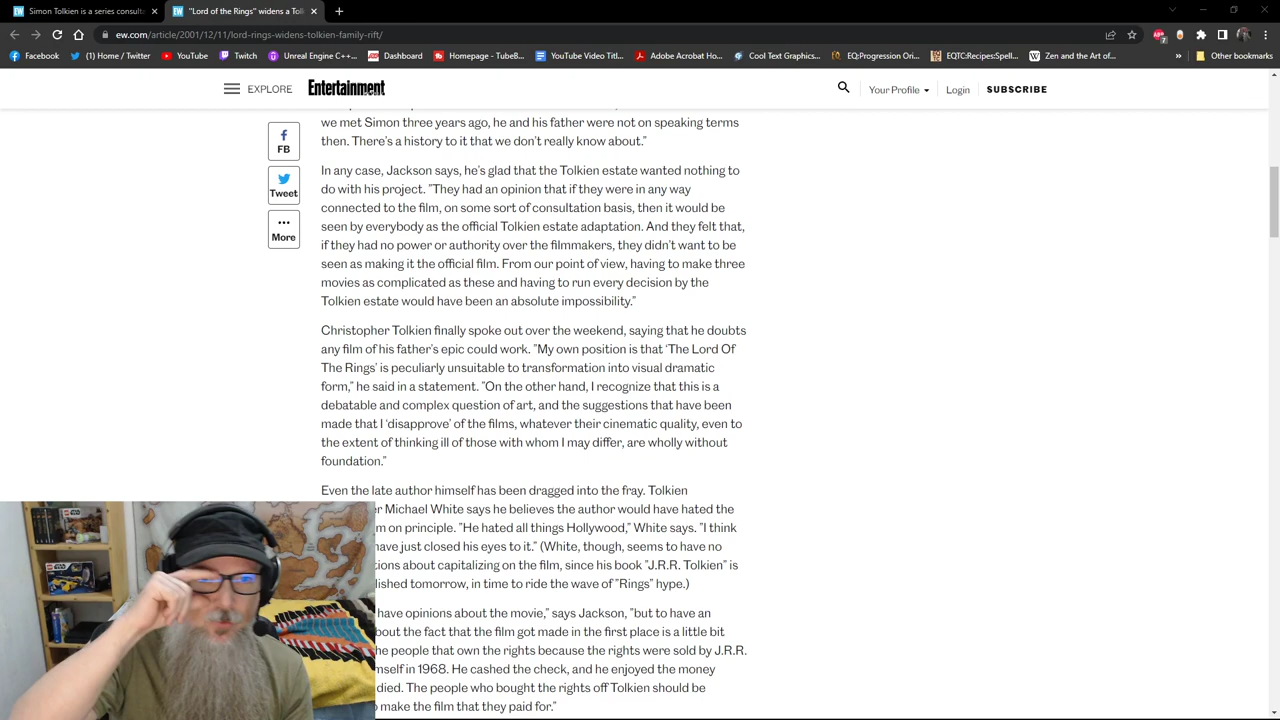 Simon Tolkien is a series consulta
"Lord of the Rings" widens a Tolk
ew.com/article/2001/12/11/lord-rings-widens-tolkien-family-rift/
Facebook
(1) Home / Twitter
YouTube
Twitch
Unreal Engine 5-C...
Dashboard
Homepage - TubeB...
YouTube Video Titl...
Adobe Acrobat Ho...
Cool Text Graphics...
EQ:Progression Ori...
EQTC:Recipes:Spell...
Zen and the Art of...
Other bookmarks
EXPLORE
Entertainment
Your Profile
Login
SUBSCRIBE
we met Simon three years ago, he and his father were not on speaking terms
then. There's a history to it that we don't really know about."
FB
Tweet
More
In any case, Jackson says, he's glad that the Tolkien estate wanted nothing to
do with his project. "They had an opinion that if they were in any way
connected to the film, on some sort of consultation basis, then it would be
seen by everybody as the official Tolkien estate adaptation. And they felt that,
if they had no power or authority over the filmmakers, they didn't want to be
seen as making it the official film. From our point of view, having to make three
movies as complicated as these and having to run every decision by the
Tolkien estate would have been an absolute impossibility."
Christopher Tolkien finally spoke out over the weekend, saying that he doubts
any film of his father's epic could work. "My own position is that 'The Lord Of
The Rings' is peculiarly unsuitable to transformation into visual dramatic
form," he said in a statement. "On the other hand, I recognize that this is a
debatable and complex question of art, and the suggestions that have been
made that I 'disapprove' of the films, whatever their cinematic quality, even to
the extent of thinking ill of those with whom I may differ, are wholly without
foundation."
Even the late author himself has been dragged into the fray. Tolkien
r Michael White says he believes the author would have hated the
m on principle. "He hated all things Hollywood," White says. "I think
have just closed his eyes to it." (White, though, seems to have no
tions about capitalizing on the film, since his book "J.R.R. Tolkien" is
lished tomorrow, in time to ride the wave of "Rings" hype.)
have opinions about the movie," says Jackson, "but to have an
bout the fact that the film got made in the first place is a little bit
he people that own the rights because the rights were sold by J.R.R.
mself in 1968. He cashed the check, and he enjoyed the money
died. The people who bought the rights off Tolkien should be
o make the film that they paid for."